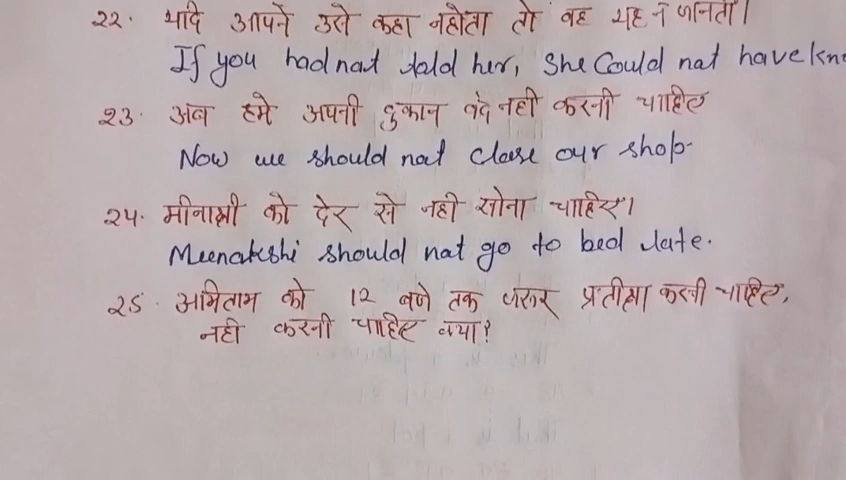 २२. यदि आपने उसे कहा नहोता तो वह यह न जानती।
If you had not told her, She Could not have kno
२३. अब हमे अपनी दुकान बंद नही करनी चाहिए
Now we should not close our shop.
२४. मीनाक्षी को देर से नही सोना चाहिए।
Meenakshi should not go to bed late.
२५. अमिताभ को 12 बजे तक जरूर प्रतीक्षा करनी चाहिए,
नही करनी चाहिए क्या?